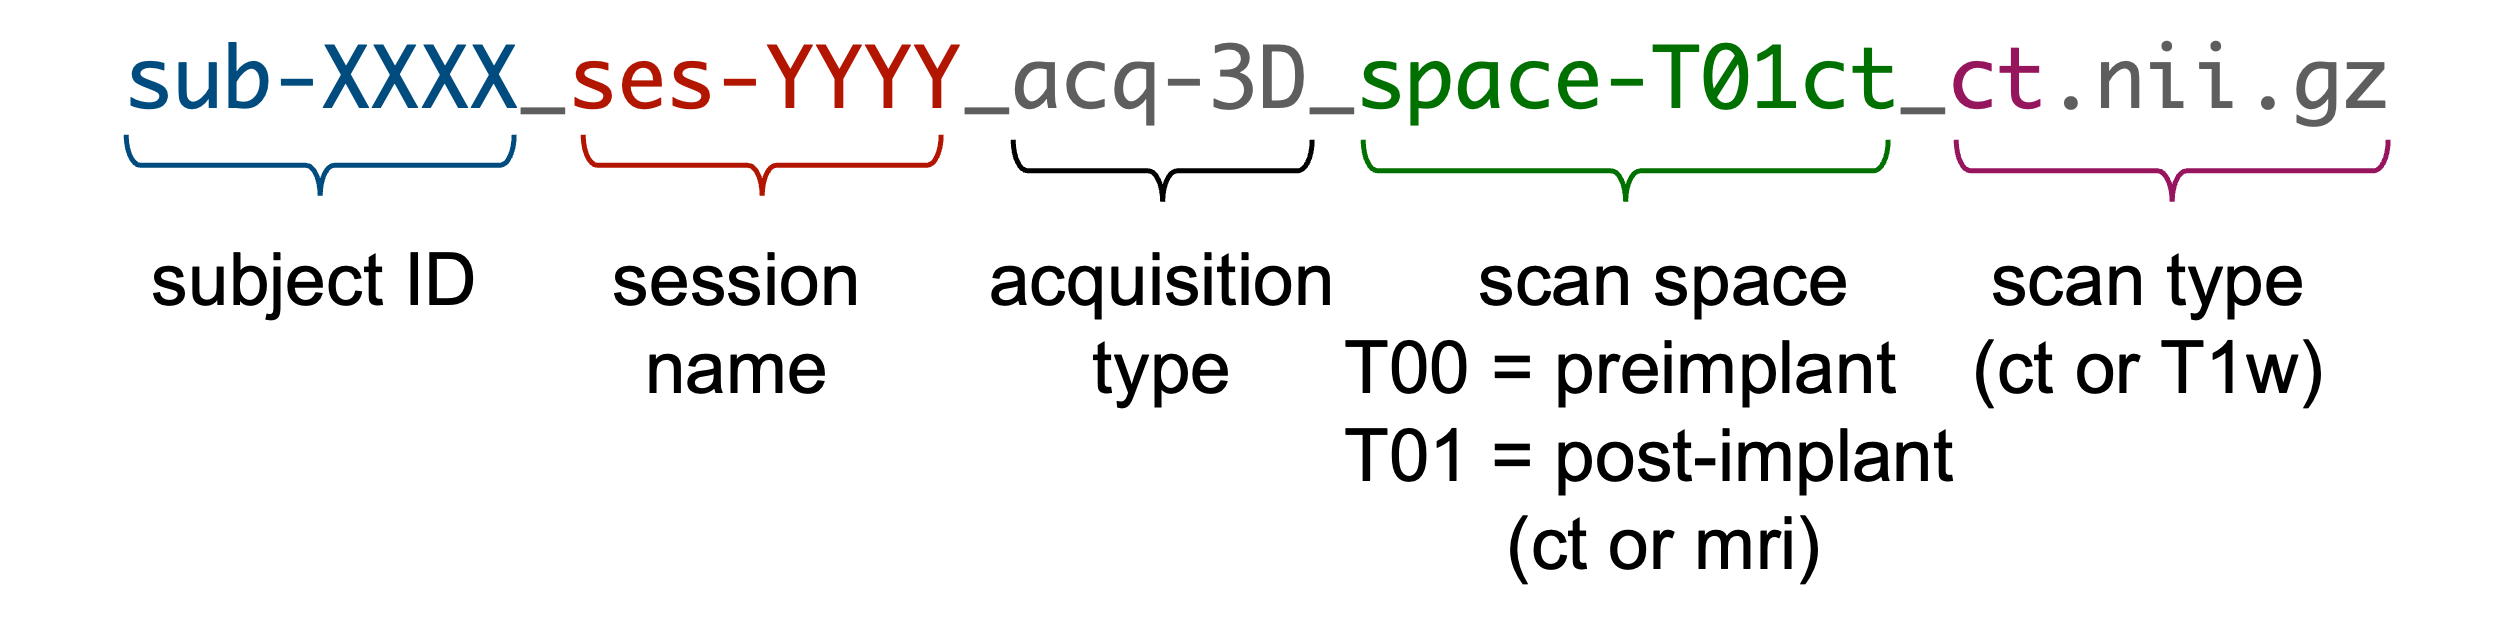 sub-XXXX_ses-YYYY_acq-3D_space-T01ct_ct.nii.gz
subject ID
session
name
acquisition
type
scan space
T00 = preimplant
T01 = post-implant
(ct or mri)
scan type
(ct or T1w)